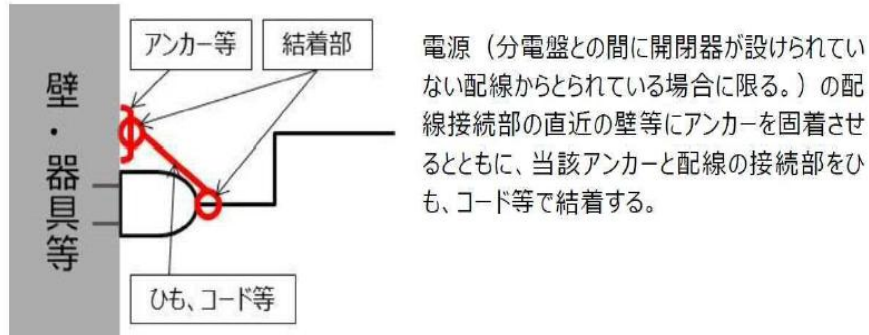 アンカー等
結着部
壁・器具等
ひも、コード等
電源（分電盤との間に開閉器が設けられてい
ない配線からとられている場合に限る。）の配
線接続部の直近の壁等にアンカーを固着させ
るとともに、当該アンカーと配線の接続部をひ
も、コード等で結着する。